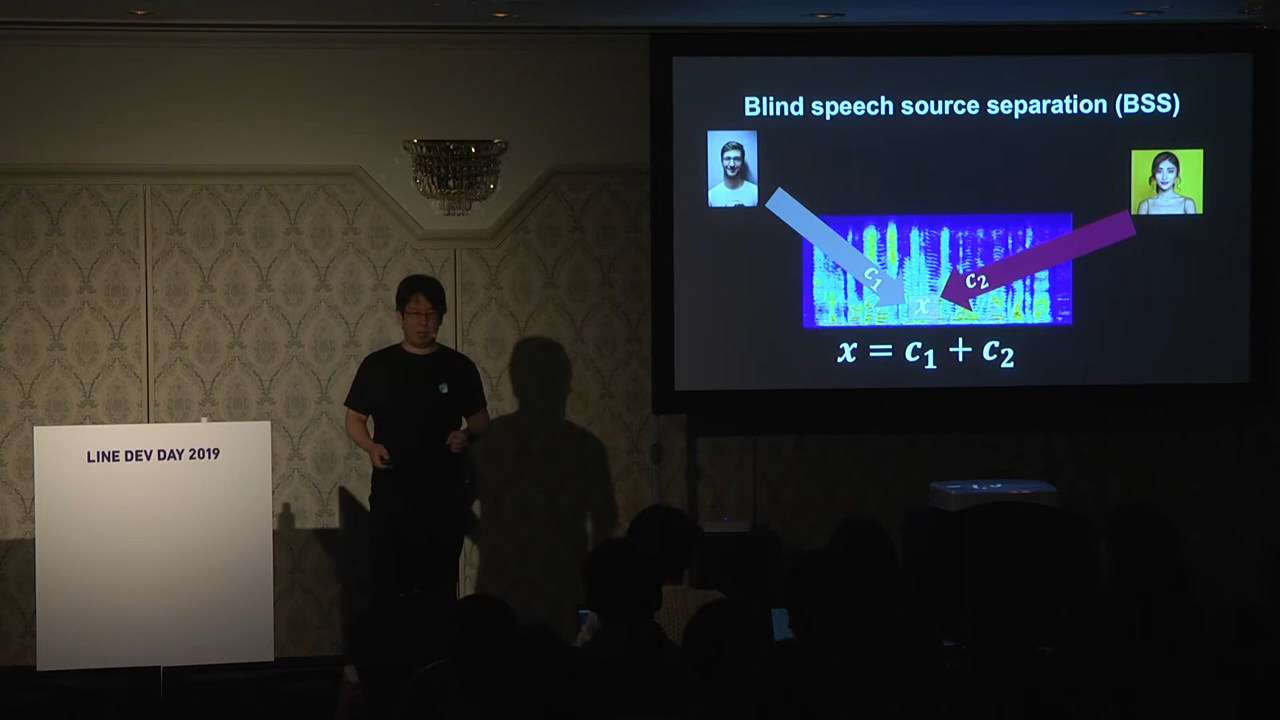 Blind speech source separation (BSS)
c₁
x
c₂
x = c₁ + c₂
LINE DEV DAY 2019